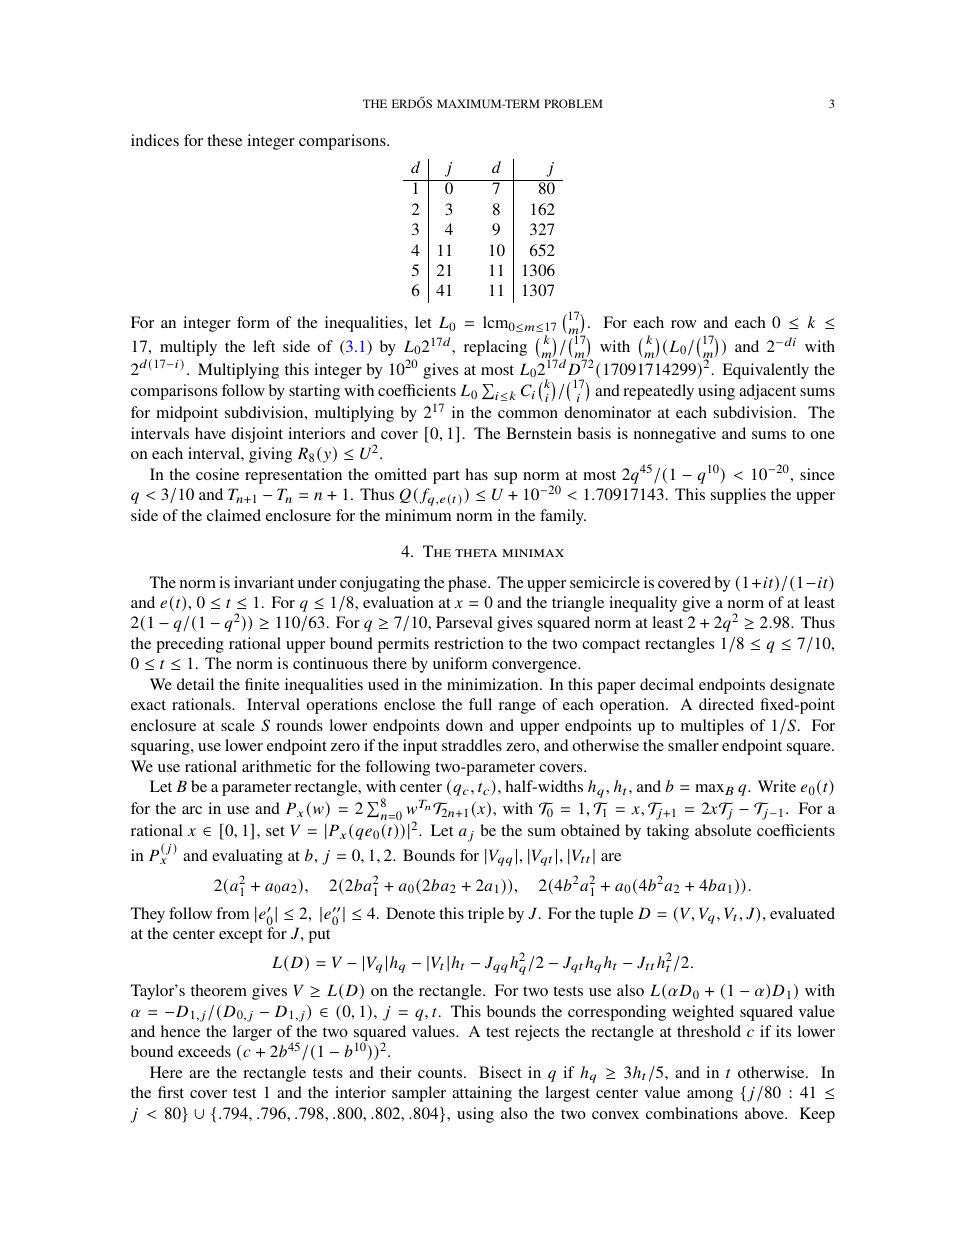 THE ERDŐS MAXIMUM-TERM PROBLEM 3
indices for these integer comparisons.
d j d j
1 0 7 80
2 3 8 162
3 4 9 327
4 11 10 652
5 21 11 1306
6 41 11 1307
For an integer form of the inequalities, let L₀ = lcm_{0≤m≤17} \binom{17}{m}. For each row and each 0 ≤ k ≤
17, multiply the left side of (3.1) by L₀2^{17d}, replacing \binom{k}{m}/\binom{17}{m} with \binom{k}{m}(L₀/\binom{17}{m}) and 2^{−di} with
2^{d(17−i)}. Multiplying this integer by 10^{20} gives at most L₀2^{17d}D^{72}(17091714299)². Equivalently the
comparisons follow by starting with coefficients L₀ ∑_{i≤k} C_i\binom{k}{i}/\binom{17}{i} and repeatedly using adjacent sums
for midpoint subdivision, multiplying by 2^{17} in the common denominator at each subdivision. The
intervals have disjoint interiors and cover [0, 1]. The Bernstein basis is nonnegative and sums to one
on each interval, giving R₈(y) ≤ U².
In the cosine representation the omitted part has sup norm at most 2q^{45}/(1 − q^{10}) < 10^{−20}, since
q < 3/10 and T_{n+1} − T_n = n + 1. Thus Q(f_{q,e(t)}) ≤ U + 10^{−20} < 1.70917143. This supplies the upper
side of the claimed enclosure for the minimum norm in the family.
4. The theta minimax
The norm is invariant under conjugating the phase. The upper semicircle is covered by (1+it)/(1−it)
and e(t), 0 ≤ t ≤ 1. For q ≤ 1/8, evaluation at x = 0 and the triangle inequality give a norm of at least
2(1 − q/(1 − q²)) ≥ 110/63. For q ≥ 7/10, Parseval gives squared norm at least 2 + 2q² ≥ 2.98. Thus
the preceding rational upper bound permits restriction to the two compact rectangles 1/8 ≤ q ≤ 7/10,
0 ≤ t ≤ 1. The norm is continuous there by uniform convergence.
We detail the finite inequalities used in the minimization. In this paper decimal endpoints designate
exact rationals. Interval operations enclose the full range of each operation. A directed fixed-point
enclosure at scale S rounds lower endpoints down and upper endpoints up to multiples of 1/S. For
squaring, use lower endpoint zero if the input straddles zero, and otherwise the smaller endpoint square.
We use rational arithmetic for the following two-parameter covers.
Let B be a parameter rectangle, with center (q_c, t_c), half-widths h_q, h_t, and b = max_B q. Write e₀(t)
for the arc in use and P_x(w) = 2 ∑_{n=0}^{8} w^{T_n}𝒯_{2n+1}(x), with 𝒯₀ = 1, 𝒯₁ = x, 𝒯_{j+1} = 2x𝒯_j − 𝒯_{j−1}. For a
rational x ∈ [0, 1], set V = |P_x(qe₀(t))|². Let a_j be the sum obtained by taking absolute coefficients
in P_x^{(j)} and evaluating at b, j = 0, 1, 2. Bounds for |V_{qq}|, |V_{qt}|, |V_{tt}| are
2(a₁² + a₀a₂), 2(2ba₁² + a₀(2ba₂ + 2a₁)), 2(4b²a₁² + a₀(4b²a₂ + 4ba₁)).
They follow from |e₀′| ≤ 2, |e₀′′| ≤ 4. Denote this triple by J. For the tuple D = (V, V_q, V_t, J), evaluated
at the center except for J, put
L(D) = V − |V_q|h_q − |V_t|h_t − J_{qq}h_q²/2 − J_{qt}h_qh_t − J_{tt}h_t²/2.
Taylor’s theorem gives V ≥ L(D) on the rectangle. For two tests use also L(αD₀ + (1 − α)D₁) with
α = −D_{1,j}/(D_{0,j} − D_{1,j}) ∈ (0, 1), j = q, t. This bounds the corresponding weighted squared value
and hence the larger of the two squared values. A test rejects the rectangle at threshold c if its lower
bound exceeds (c + 2b^{45}/(1 − b^{10}))².
Here are the rectangle tests and their counts. Bisect in q if h_q ≥ 3h_t/5, and in t otherwise. In
the first cover test 1 and the interior sampler attaining the largest center value among {j/80 : 41 ≤
j < 80} ∪ {.794, .796, .798, .800, .802, .804}, using also the two convex combinations above. Keep